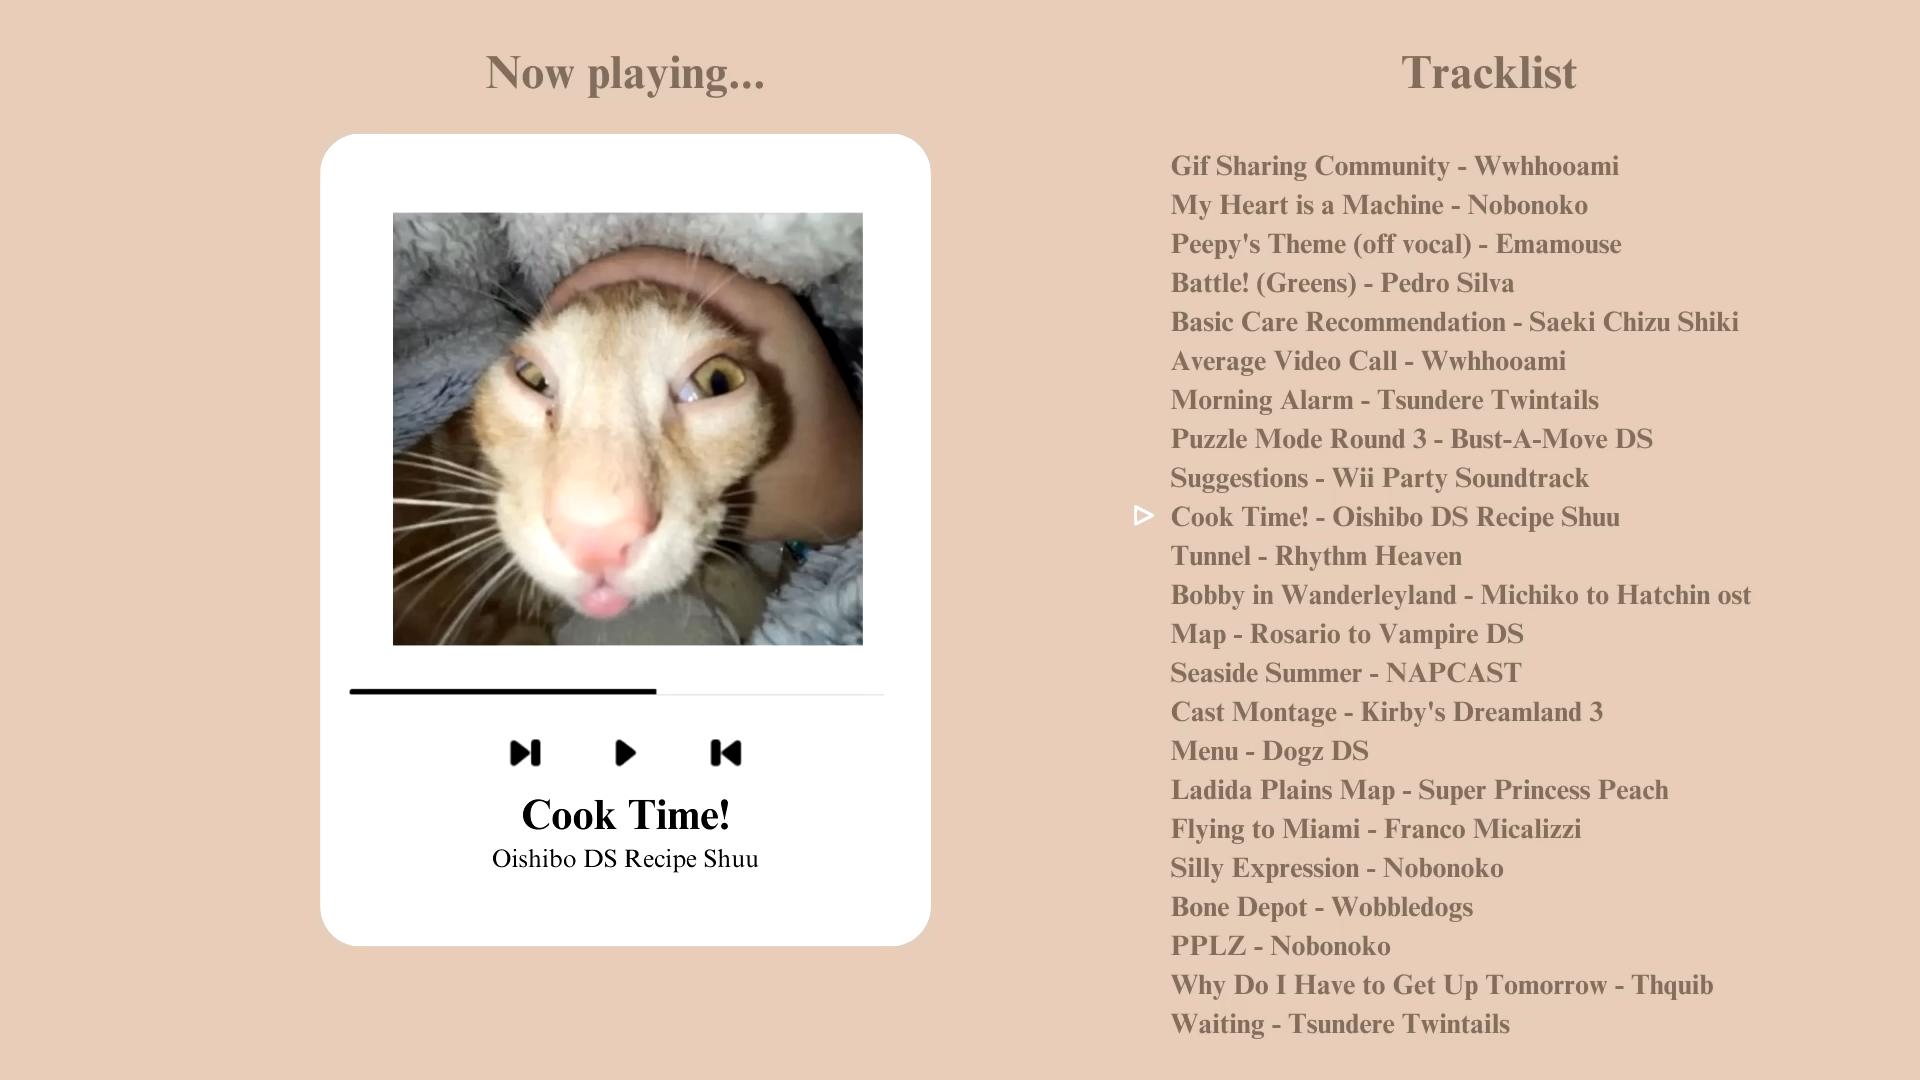 Now playing...
Cook Time!
Oishibo DS Recipe Shuu
Tracklist
Gif Sharing Community - Wwhhooami
My Heart is a Machine - Nobonoko
Peepy's Theme (off vocal) - Emamouse
Battle! (Greens) - Pedro Silva
Basic Care Recommendation - Saeki Chizu Shiki
Average Video Call - Wwhhooami
Morning Alarm - Tsundere Twintails
Puzzle Mode Round 3 - Bust-A-Move DS
Suggestions - Wii Party Soundtrack
Cook Time! - Oishibo DS Recipe Shuu
Tunnel - Rhythm Heaven
Bobby in Wanderleyland - Michiko to Hatchin ost
Map - Rosario to Vampire DS
Seaside Summer - NAPCAST
Cast Montage - Kirby's Dreamland 3
Menu - Dogz DS
Ladida Plains Map - Super Princess Peach
Flying to Miami - Franco Micalizzi
Silly Expression - Nobonoko
Bone Depot - Wobbledogs
PPLZ - Nobonoko
Why Do I Have to Get Up Tomorrow - Thquib
Waiting - Tsundere Twintails